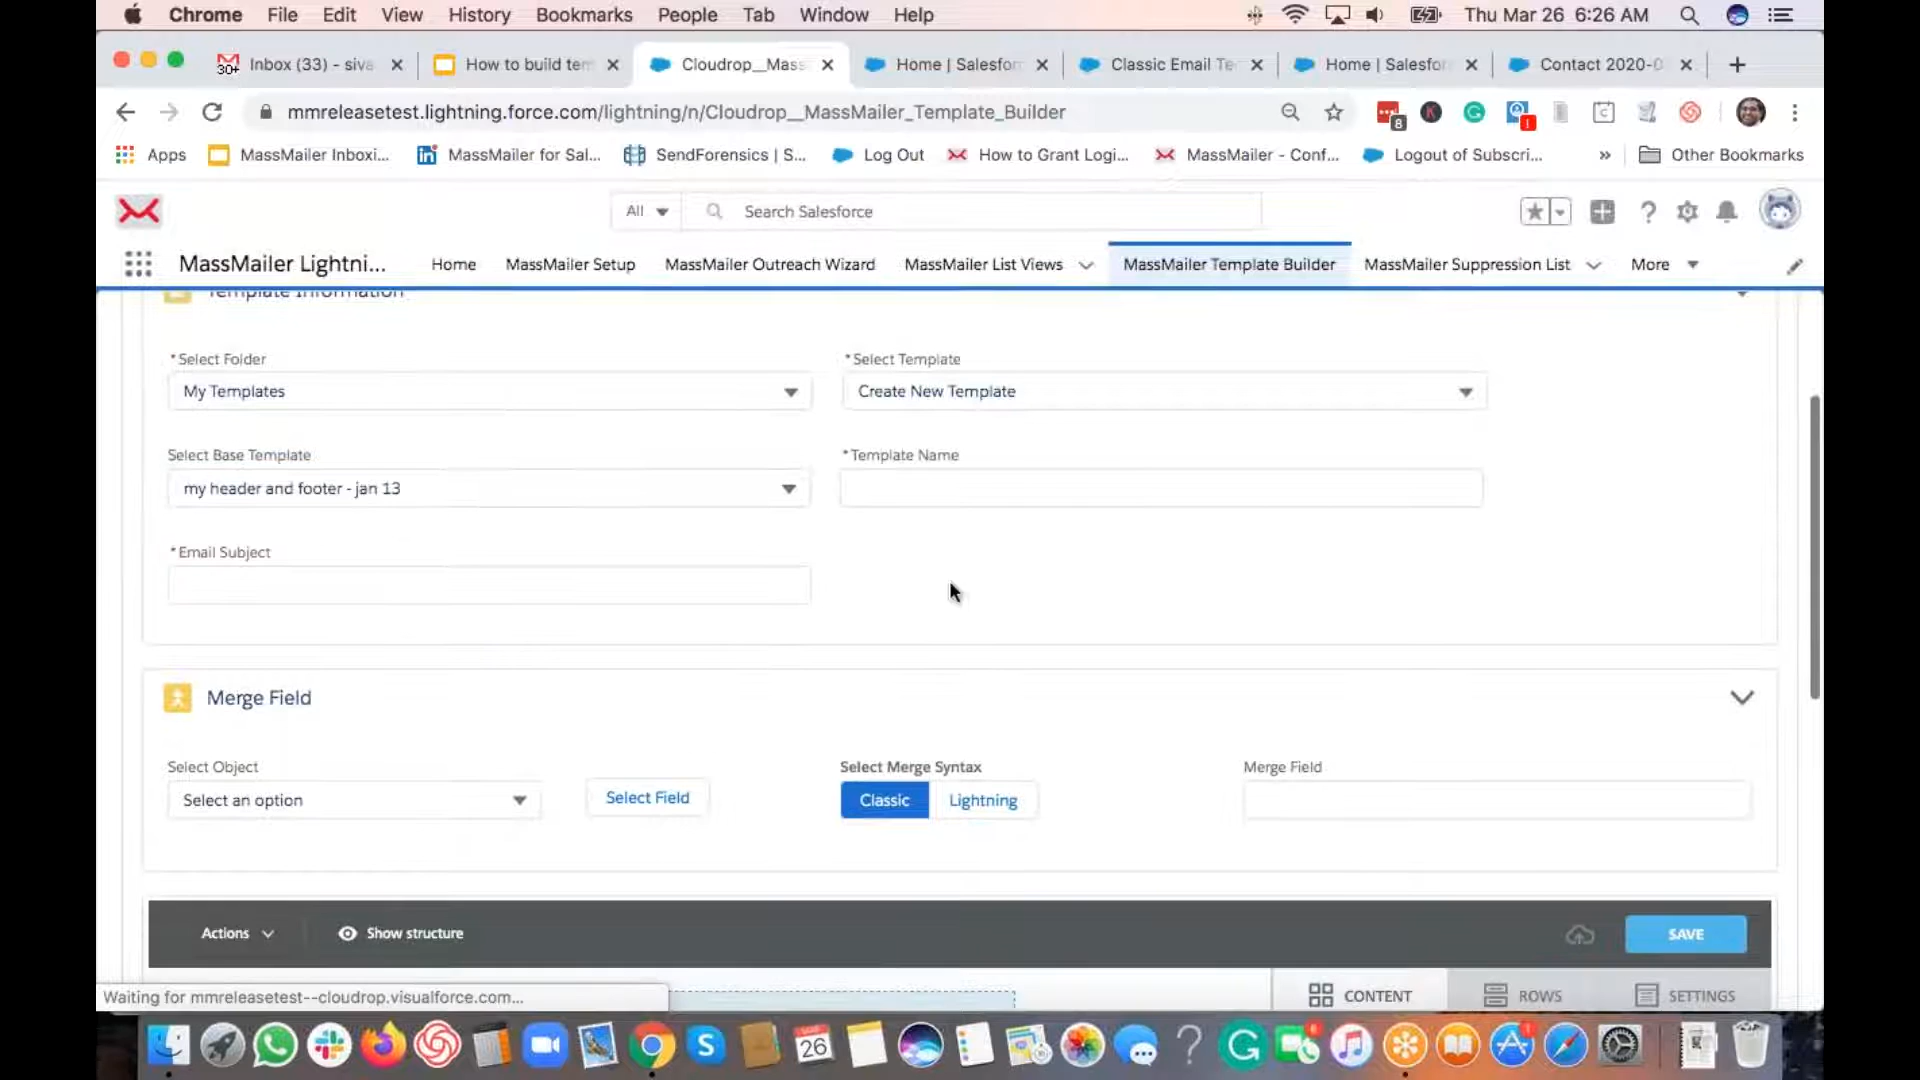 Chrome File Edit View History Bookmarks People Tab Window Help Thu Mar 26 6:26 AM
30+ Inbox (33) - siva How to build tem Cloudrop__Mass Home | Salesfor Classic Email Te Home | Salesfor Contact 2020-0
mmreleasetest.lightning.force.com/lightning/n/Cloudrop__MassMailer_Template_Builder 8 1
Apps MassMailer Inboxi... MassMailer for Sal... SendForensics | S... Log Out How to Grant Logi... MassMailer - Conf... Logout of Subscri... » Other Bookmarks
All Search Salesforce
MassMailer Lightni... Home MassMailer Setup MassMailer Outreach Wizard MassMailer List Views MassMailer Template Builder MassMailer Suppression List More
Template Information
*Select Folder *Select Template
My Templates Create New Template
Select Base Template *Template Name
my header and footer - jan 13
*Email Subject
Merge Field
Select Object Select Merge Syntax Merge Field
Select an option Select Field Classic Lightning
Actions Show structure SAVE
Waiting for mmreleasetest--cloudrop.visualforce.com... CONTENT ROWS SETTINGS
26